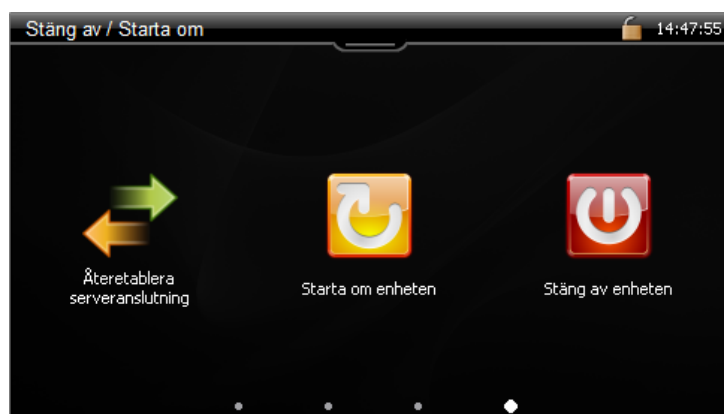 Stäng av / Starta om
14:47:55
Återetablera
serveranslutning
Starta om enheten
Stäng av enheten